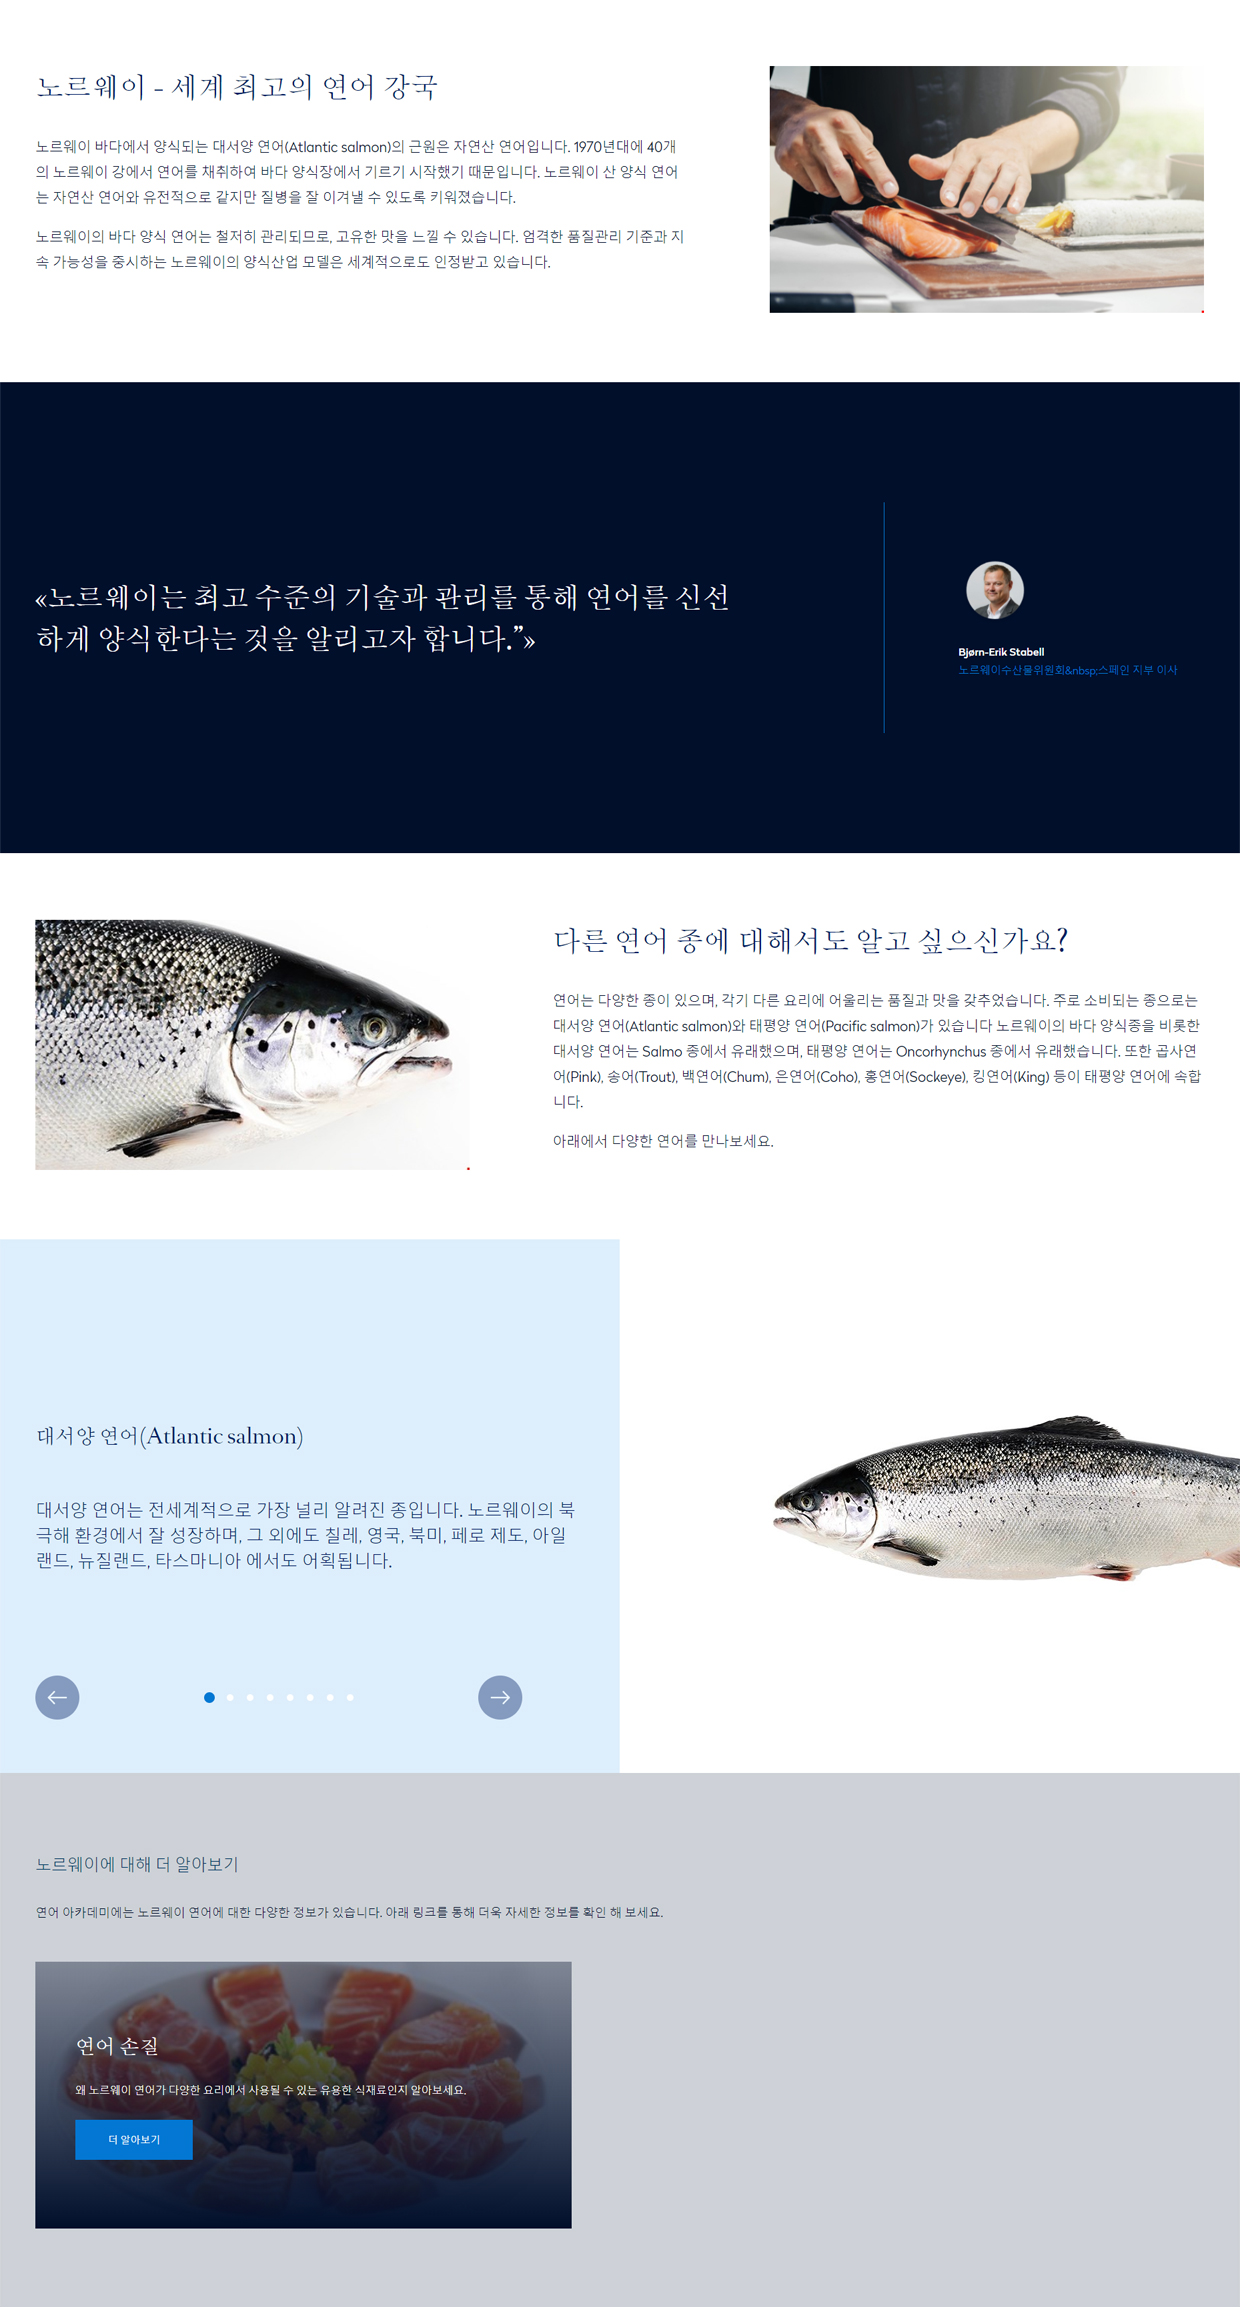 노르웨이 - 세계 최고의 연어 강국
노르웨이 바다에서 양식되는 대서양 연어(Atlantic salmon)의 근원은 자연산 연어입니다. 1970년대에 40개
의 노르웨이 강에서 연어를 채취하여 바다 양식장에서 기르기 시작했기 때문입니다. 노르웨이 산 양식 연어
는 자연산 연어와 유전적으로 같지만 질병을 잘 이겨낼 수 있도록 키워졌습니다.
노르웨이의 바다 양식 연어는 철저히 관리되므로, 고유한 맛을 느낄 수 있습니다. 엄격한 품질관리 기준과 지
속 가능성을 중시하는 노르웨이의 양식산업 모델은 세계적으로도 인정받고 있습니다.
«노르웨이는 최고 수준의 기술과 관리를 통해 연어를 신선
하게 양식한다는 것을 알리고자 합니다.”»
Bjørn-Erik Stabell
노르웨이수산물위원회&nbsp;스페인 지부 이사
다른 연어 종에 대해서도 알고 싶으신가요?
연어는 다양한 종이 있으며, 각기 다른 요리에 어울리는 품질과 맛을 갖추었습니다. 주로 소비되는 종으로는
대서양 연어(Atlantic salmon)와 태평양 연어(Pacific salmon)가 있습니다 노르웨이의 바다 양식종을 비롯한
대서양 연어는 Salmo 종에서 유래했으며, 태평양 연어는 Oncorhynchus 종에서 유래했습니다. 또한 곱사연
어(Pink), 송어(Trout), 백연어(Chum), 은연어(Coho), 홍연어(Sockeye), 킹연어(King) 등이 태평양 연어에 속합
니다.
아래에서 다양한 연어를 만나보세요.
대서양 연어(Atlantic salmon)
대서양 연어는 전세계적으로 가장 널리 알려진 종입니다. 노르웨이의 북
극해 환경에서 잘 성장하며, 그 외에도 칠레, 영국, 북미, 페로 제도, 아일
랜드, 뉴질랜드, 타스마니아 에서도 어획됩니다.
노르웨이에 대해 더 알아보기
연어 아카데미에는 노르웨이 연어에 대한 다양한 정보가 있습니다. 아래 링크를 통해 더욱 자세한 정보를 확인 해 보세요.
연어 손질
왜 노르웨이 연어가 다양한 요리에서 사용될 수 있는 유용한 식재료인지 알아보세요.
더 알아보기